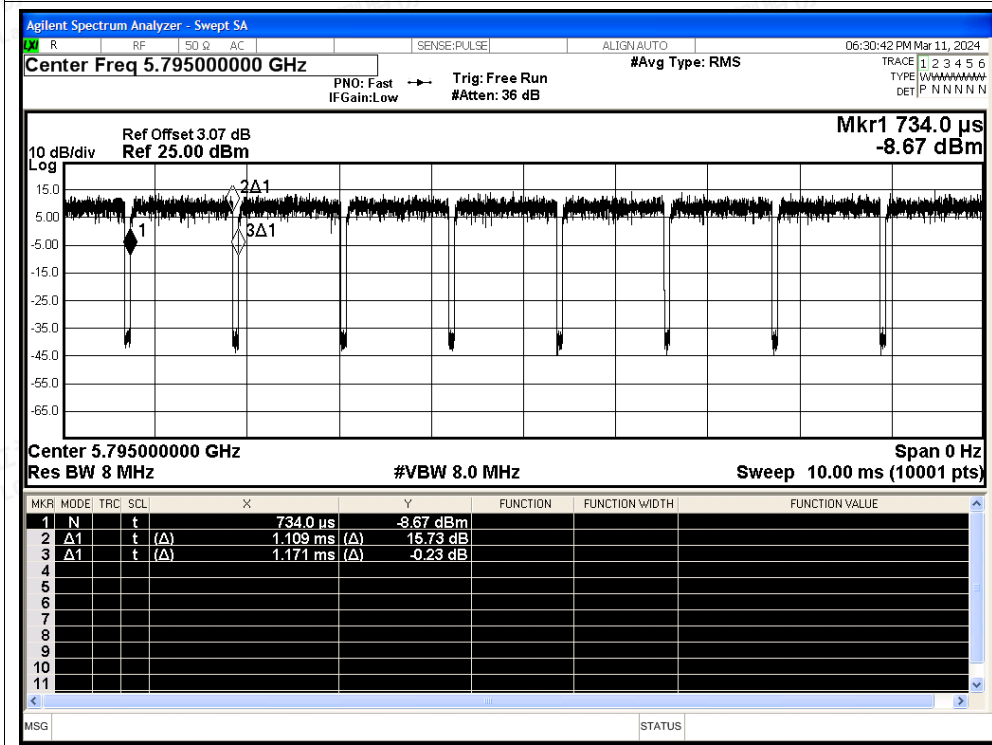 Agilent Spectrum Analyzer - Swept SA
LXI R RF 50 Ω AC SENSE:PULSE ALIGN AUTO 06:30:42 PM Mar 11, 2024
Center Freq 5.795000000 GHz
PNO: Fast
IFGain:Low
Trig: Free Run
#Atten: 36 dB
#Avg Type: RMS
TRACE 1 2 3 4 5 6
TYPE W
DET P N N N N N
Mkr1 734.0 µs
-8.67 dBm
10 dB/div
Log
Ref Offset 3.07 dB
Ref 25.00 dBm
15.0
5.00
-5.00
-15.0
-25.0
-35.0
-45.0
-55.0
-65.0
2Δ1
1
3Δ1
Center 5.795000000 GHz Span 0 Hz
Res BW 8 MHz #VBW 8.0 MHz Sweep 10.00 ms (10001 pts)
MKR MODE TRC SCL X Y FUNCTION FUNCTION WIDTH FUNCTION VALUE
1 N t 734.0 µs -8.67 dBm
2 Δ1 t (Δ) 1.109 ms (Δ) 15.73 dB
3 Δ1 t (Δ) 1.171 ms (Δ) -0.23 dB
4
5
6
7
8
9
10
11
MSG STATUS